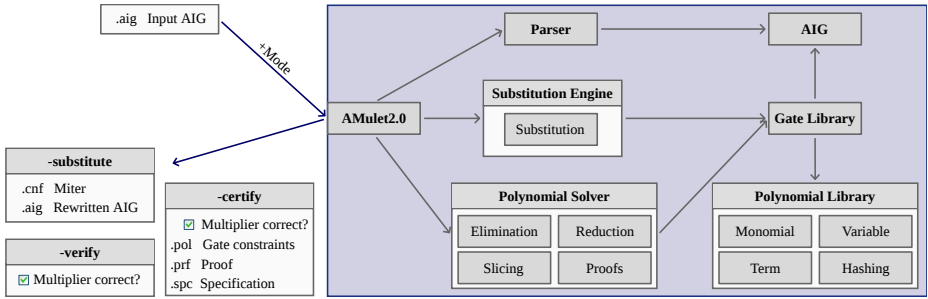 .aig Input AIG
+Mode
Parser
AIG
Substitution Engine
Substitution
AMulet2.0
Gate Library
-substitute
.cnf Miter
.aig Rewritten AIG
-verify
Multiplier correct?
-certify
Multiplier correct?
.pol Gate constraints
.prf Proof
.spc Specification
Polynomial Solver
Elimination Reduction
Slicing Proofs
Polynomial Library
Monomial Variable
Term Hashing